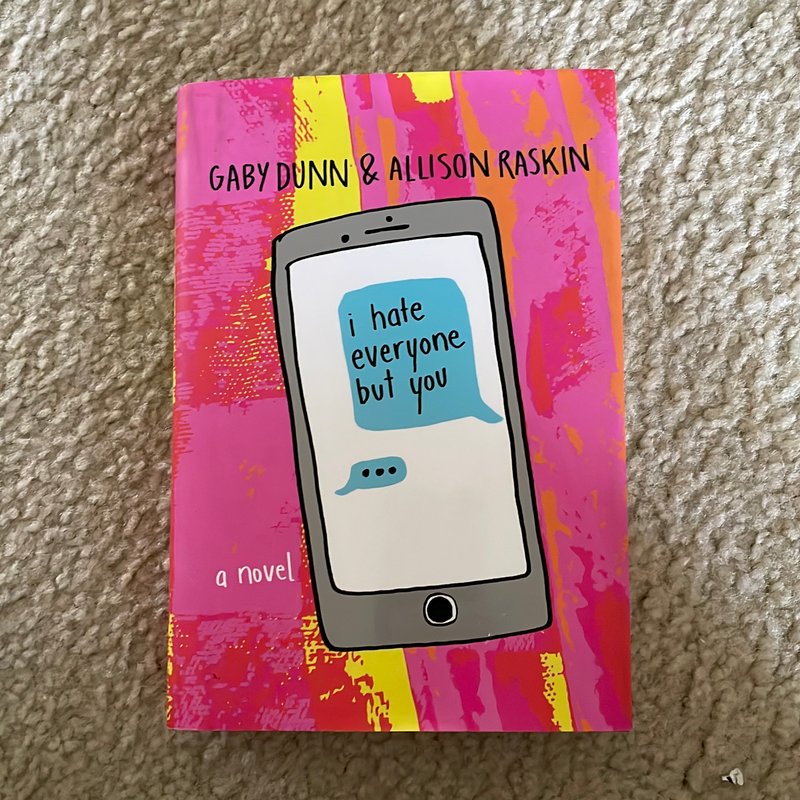 GABY DUNN & ALLISON RASKIN
i hate
everyone
but you
...
a novel